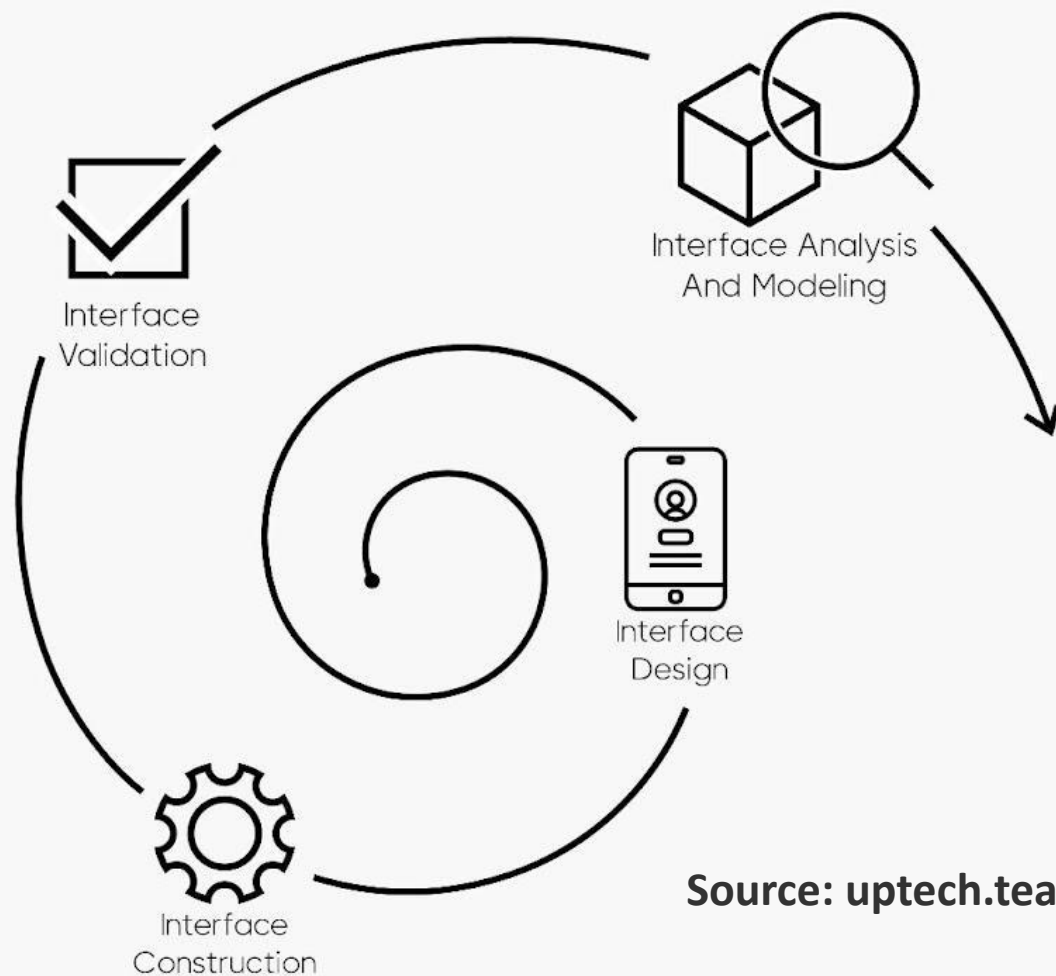 Interface Analysis
And Modeling
Interface
Validation
Interface
Design
Interface
Construction
Source: uptech.tea